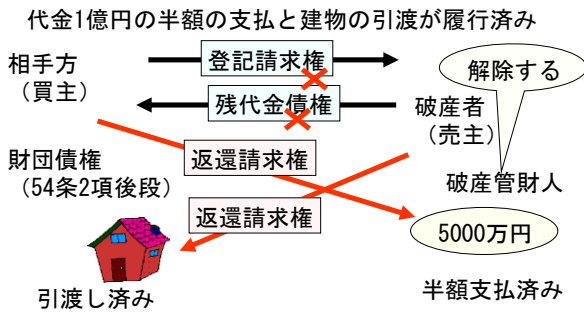 代金1億円の半額の支払と建物の引渡が履行済み
登記請求権
相手方
（買主）
解除する
残代金債権
破産者
（売主）
財団債権
（54条2項後段）
返還請求権
破産管財人
返還請求権
5000万円
引渡し済み
半額支払済み